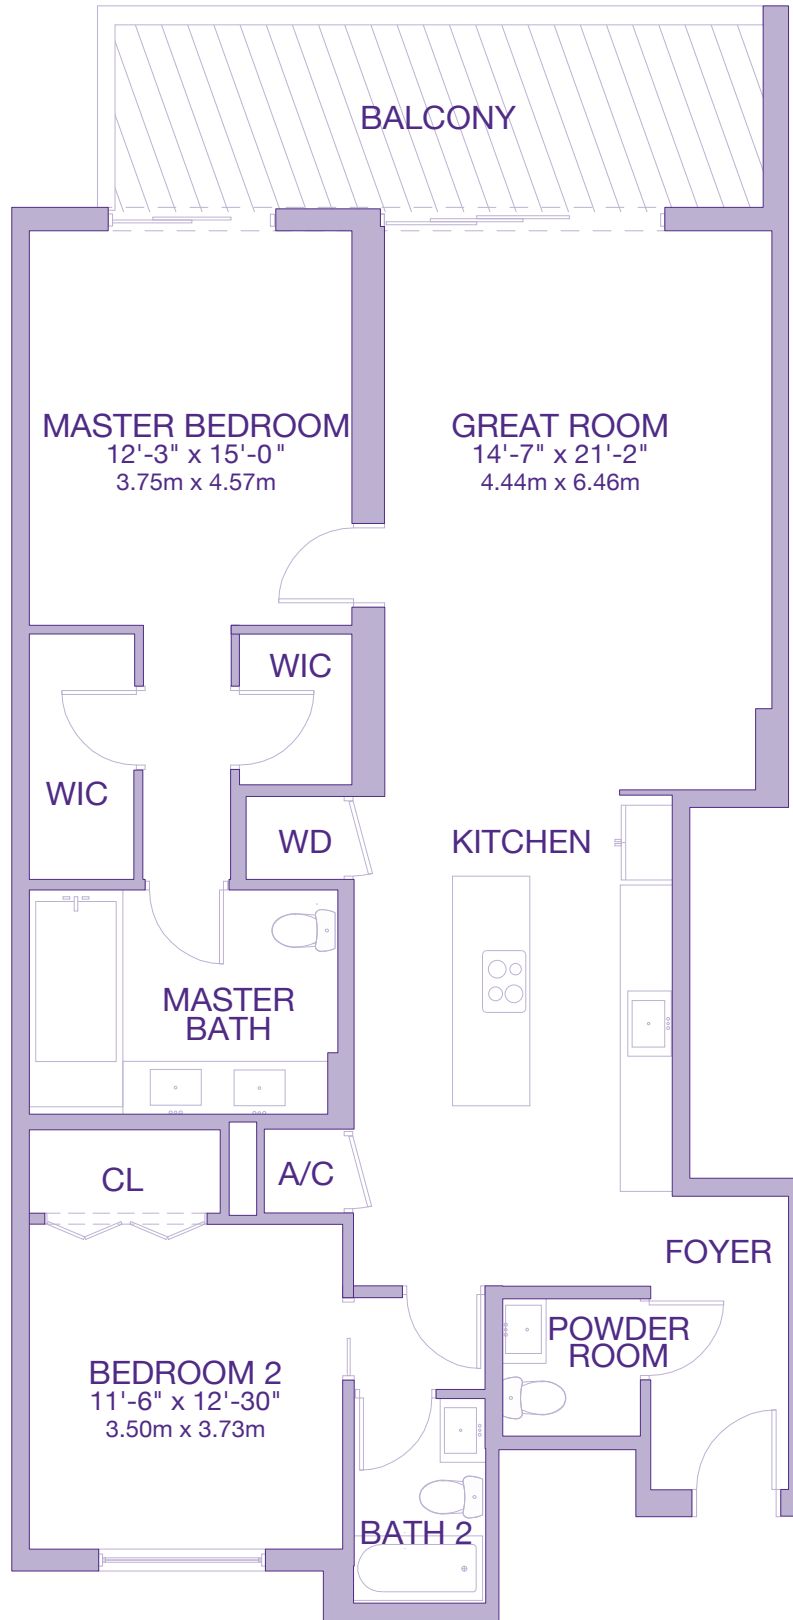 BALCONY
MASTER BEDROOM
12'-3" x 15'-0"
3.75m x 4.57m
GREAT ROOM
14'-7" x 21'-2"
4.44m x 6.46m
WIC
WIC
WD
KITCHEN
MASTER
BATH
CL
A/C
FOYER
POWDER
ROOM
BEDROOM 2
11'-6" x 12'-30"
3.50m x 3.73m
BATH 2